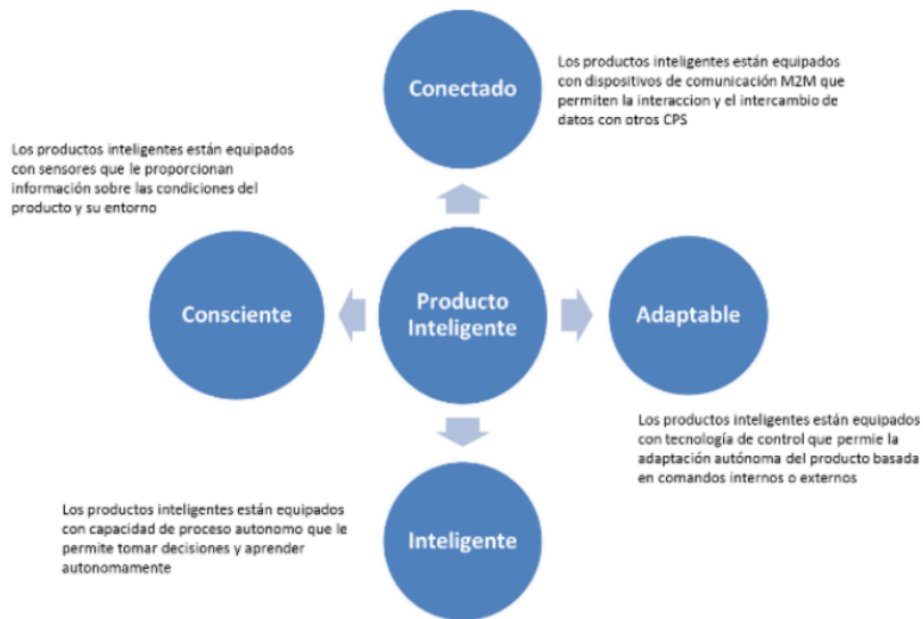 Conectado
Los productos inteligentes están equipados
con dispositivos de comunicación M2M que
permiten la interaccion y el intercambio de
datos con otros CPS
Los productos inteligentes están equipados
con sensores que le proporcionan
información sobre las condiciones del
producto y su entorno
Consciente
Producto
Inteligente
Adaptable
Los productos inteligentes están equipados
con tecnología de control que permie la
adaptación autónoma del producto basada
en comandos internos o externos
Los productos inteligentes están equipados
con capacidad de proceso autonomo que le
permite tomar decisiones y aprender
autonomamente
Inteligente